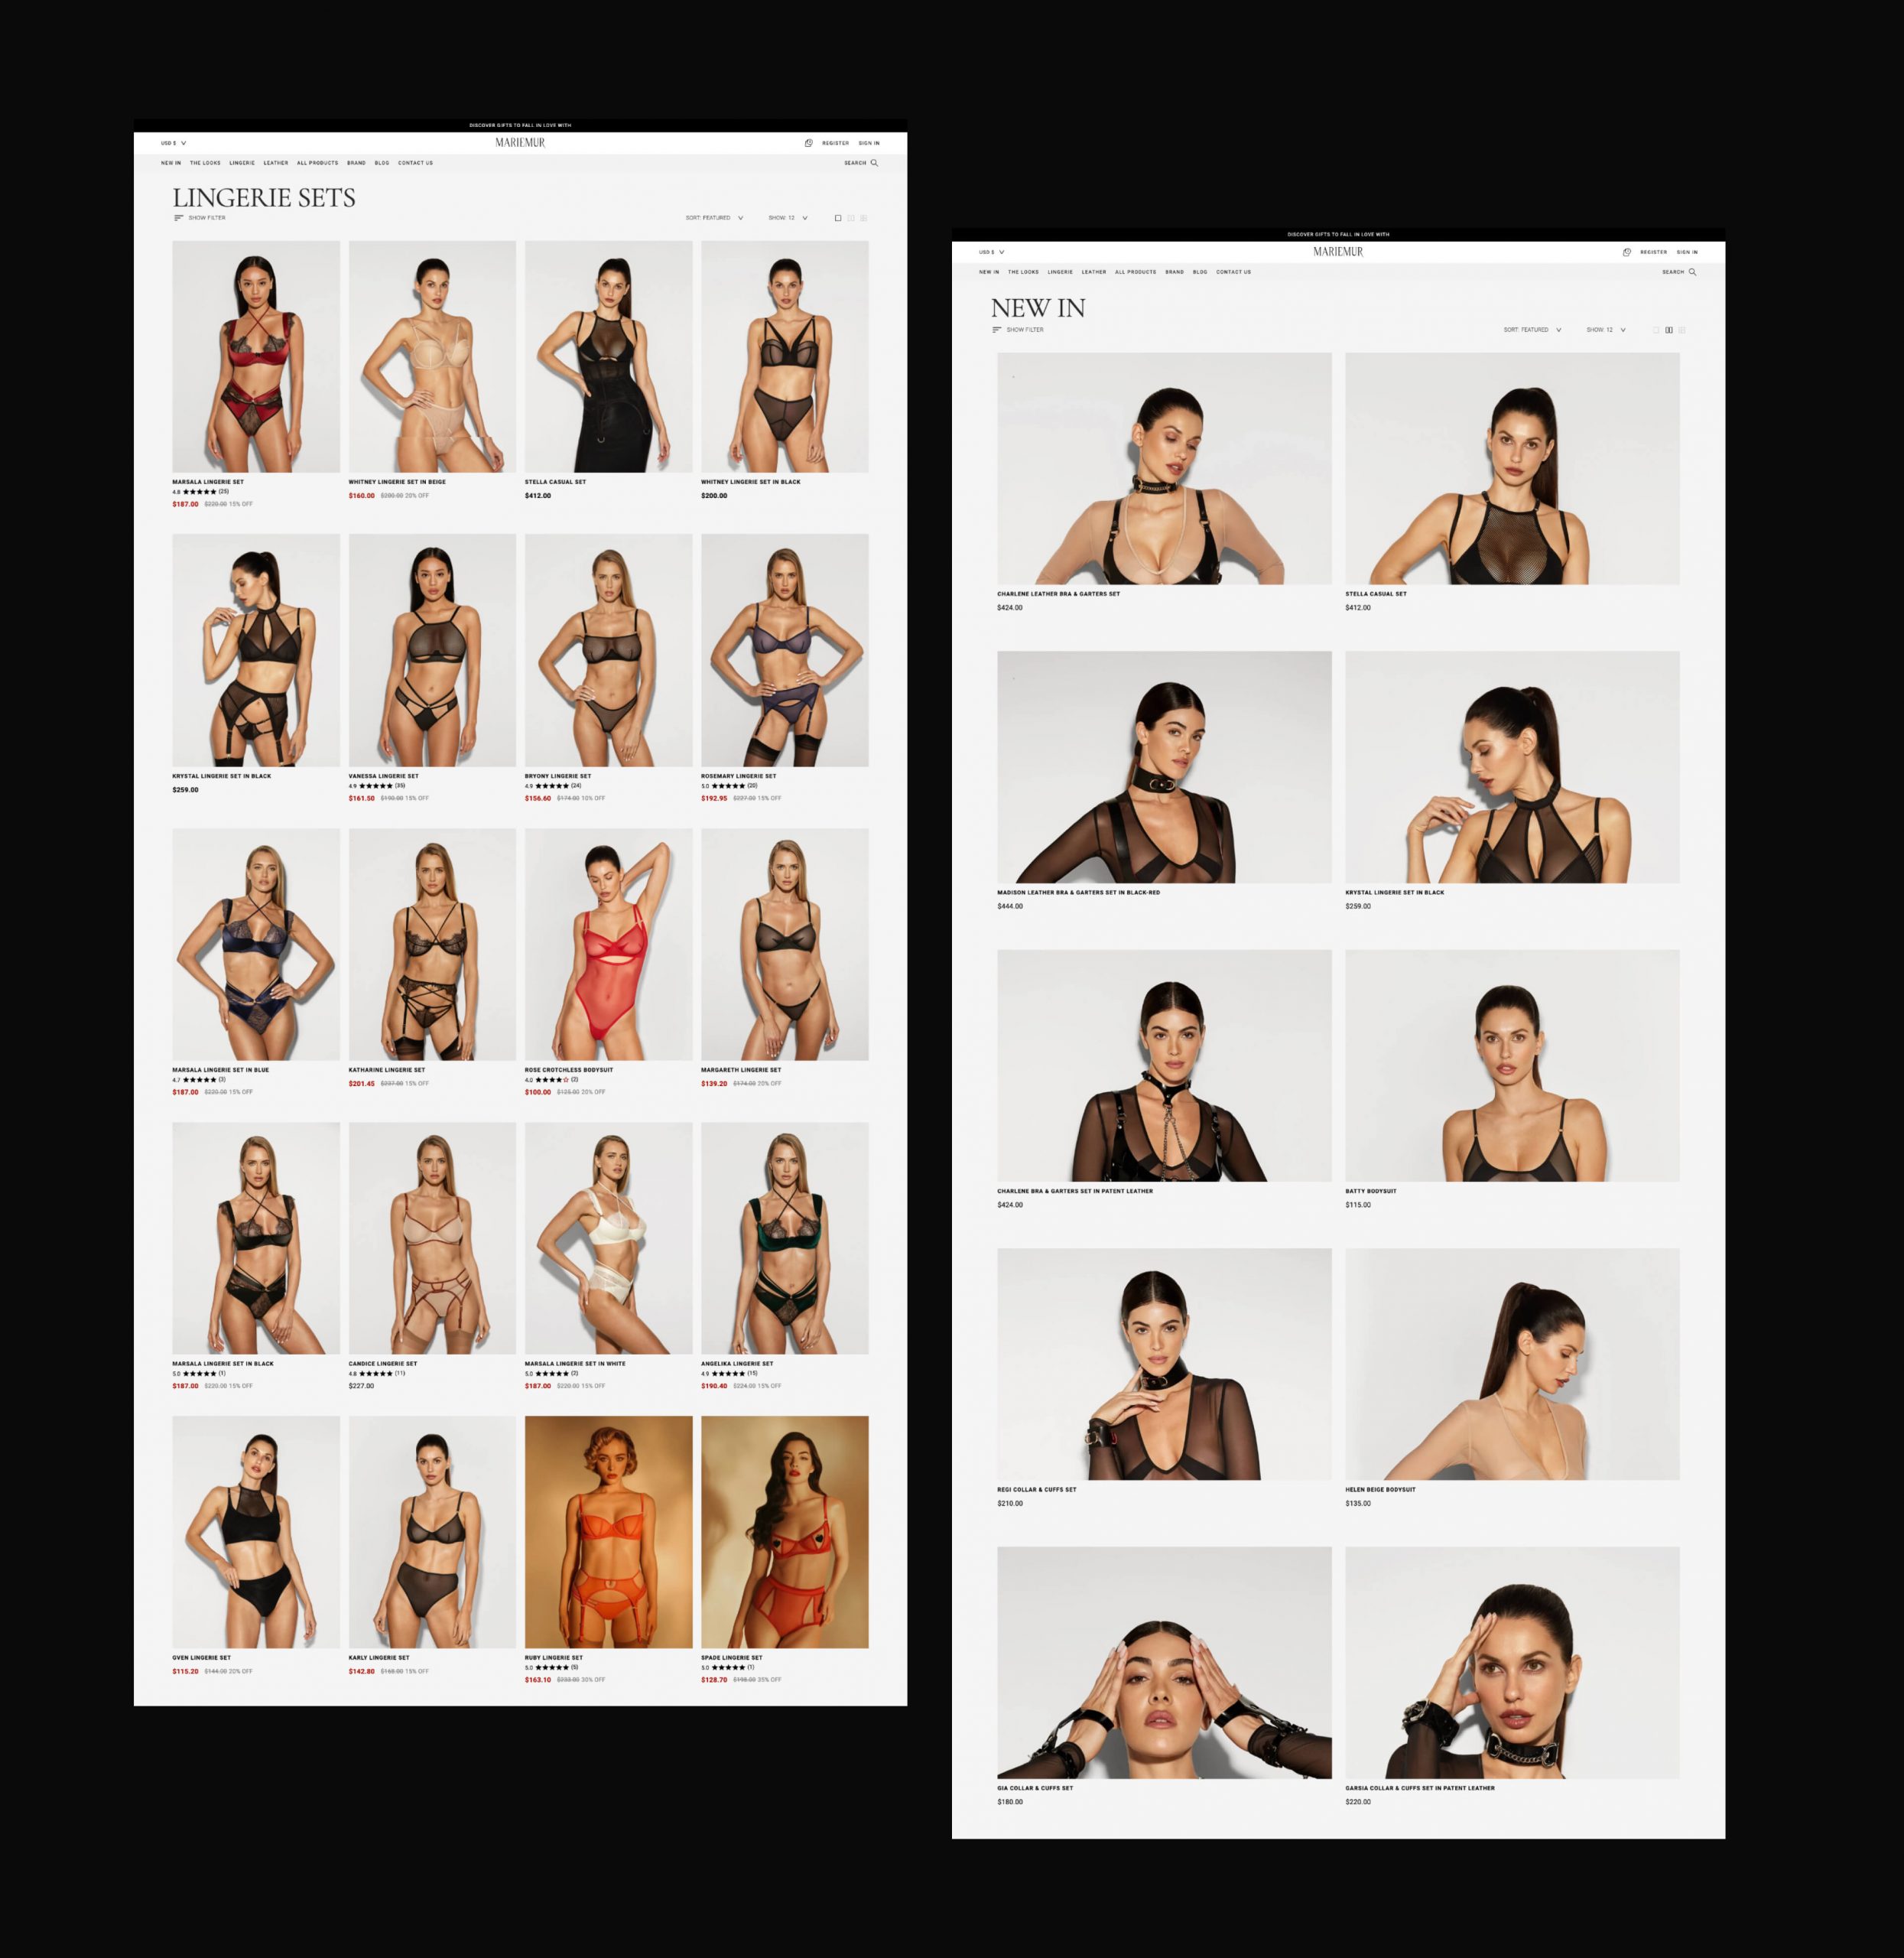 DISCOVER GIFTS TO FALL IN LOVE WITH
USD $ MARIEMUR REGISTER SIGN IN
NEW IN THE LOOKS LINGERIE LEATHER ALL PRODUCTS BRAND BLOG CONTACT US SEARCH
LINGERIE SETS
SHOW FILTER SORT: FEATURED SHOW: 12
MARSALA LINGERIE SET
4.8 ★★★★★ (25)
$187.00 $220.00 15% OFF
WHITNEY LINGERIE SET IN BEIGE
$160.00 $200.00 20% OFF
STELLA CASUAL SET
$412.00
WHITNEY LINGERIE SET IN BLACK
$200.00
KRYSTAL LINGERIE SET IN BLACK
$259.00
VANESSA LINGERIE SET
4.9 ★★★★★ (35)
$161.50 $190.00 15% OFF
BRYONY LINGERIE SET
4.9 ★★★★★ (24)
$156.60 $174.00 10% OFF
ROSEMARY LINGERIE SET
5.0 ★★★★★ (20)
$192.95 $227.00 15% OFF
MARSALA LINGERIE SET IN BLUE
4.7 ★★★★★ (3)
$187.00 $220.00 15% OFF
KATHARINE LINGERIE SET
$201.45 $237.00 15% OFF
ROSE CROTCHLESS BODYSUIT
4.0 ★★★★☆ (2)
$100.00 20% OFF
MARGARETH LINGERIE SET
$139.20 $174.00 20% OFF
MARSALA LINGERIE SET IN BLACK
5.0 ★★★★★ (1)
$187.00 $220.00 15% OFF
CANDICE LINGERIE SET
4.8 ★★★★★ (11)
$227.00
MARSALA LINGERIE SET IN WHITE
5.0 ★★★★★ (2)
$187.00 $220.00 15% OFF
ANGELIKA LINGERIE SET
4.9 ★★★★★ (15)
$190.40 $224.00 15% OFF
GVEN LINGERIE SET
$115.20 $144.00 20% OFF
KARLY LINGERIE SET
$142.80 $168.00 15% OFF
RUBY LINGERIE SET
5.0 ★★★★★ (5)
$163.10 $233.00 30% OFF
SPADE LINGERIE SET
5.0 ★★★★★ (1)
$128.70 $198.00 35% OFF
DISCOVER GIFTS TO FALL IN LOVE WITH
USD $ MARIEMUR REGISTER SIGN IN
NEW IN THE LOOKS LINGERIE LEATHER ALL PRODUCTS BRAND BLOG CONTACT US SEARCH
NEW IN
SHOW FILTER SORT: FEATURED SHOW: 12
CHARLENE LEATHER BRA & GARTERS SET
$424.00
STELLA CASUAL SET
$412.00
MADISON LEATHER BRA & GARTERS SET IN BLACK-RED
$444.00
KRYSTAL LINGERIE SET IN BLACK
$259.00
CHARLENE BRA & GARTERS SET IN PATENT LEATHER
$424.00
BATTY BODYSUIT
$115.00
REGI COLLAR & CUFFS SET
$210.00
HELEN BEIGE BODYSUIT
$135.00
GIA COLLAR & CUFFS SET
$180.00
GARSIA COLLAR & CUFFS SET IN PATENT LEATHER
$220.00